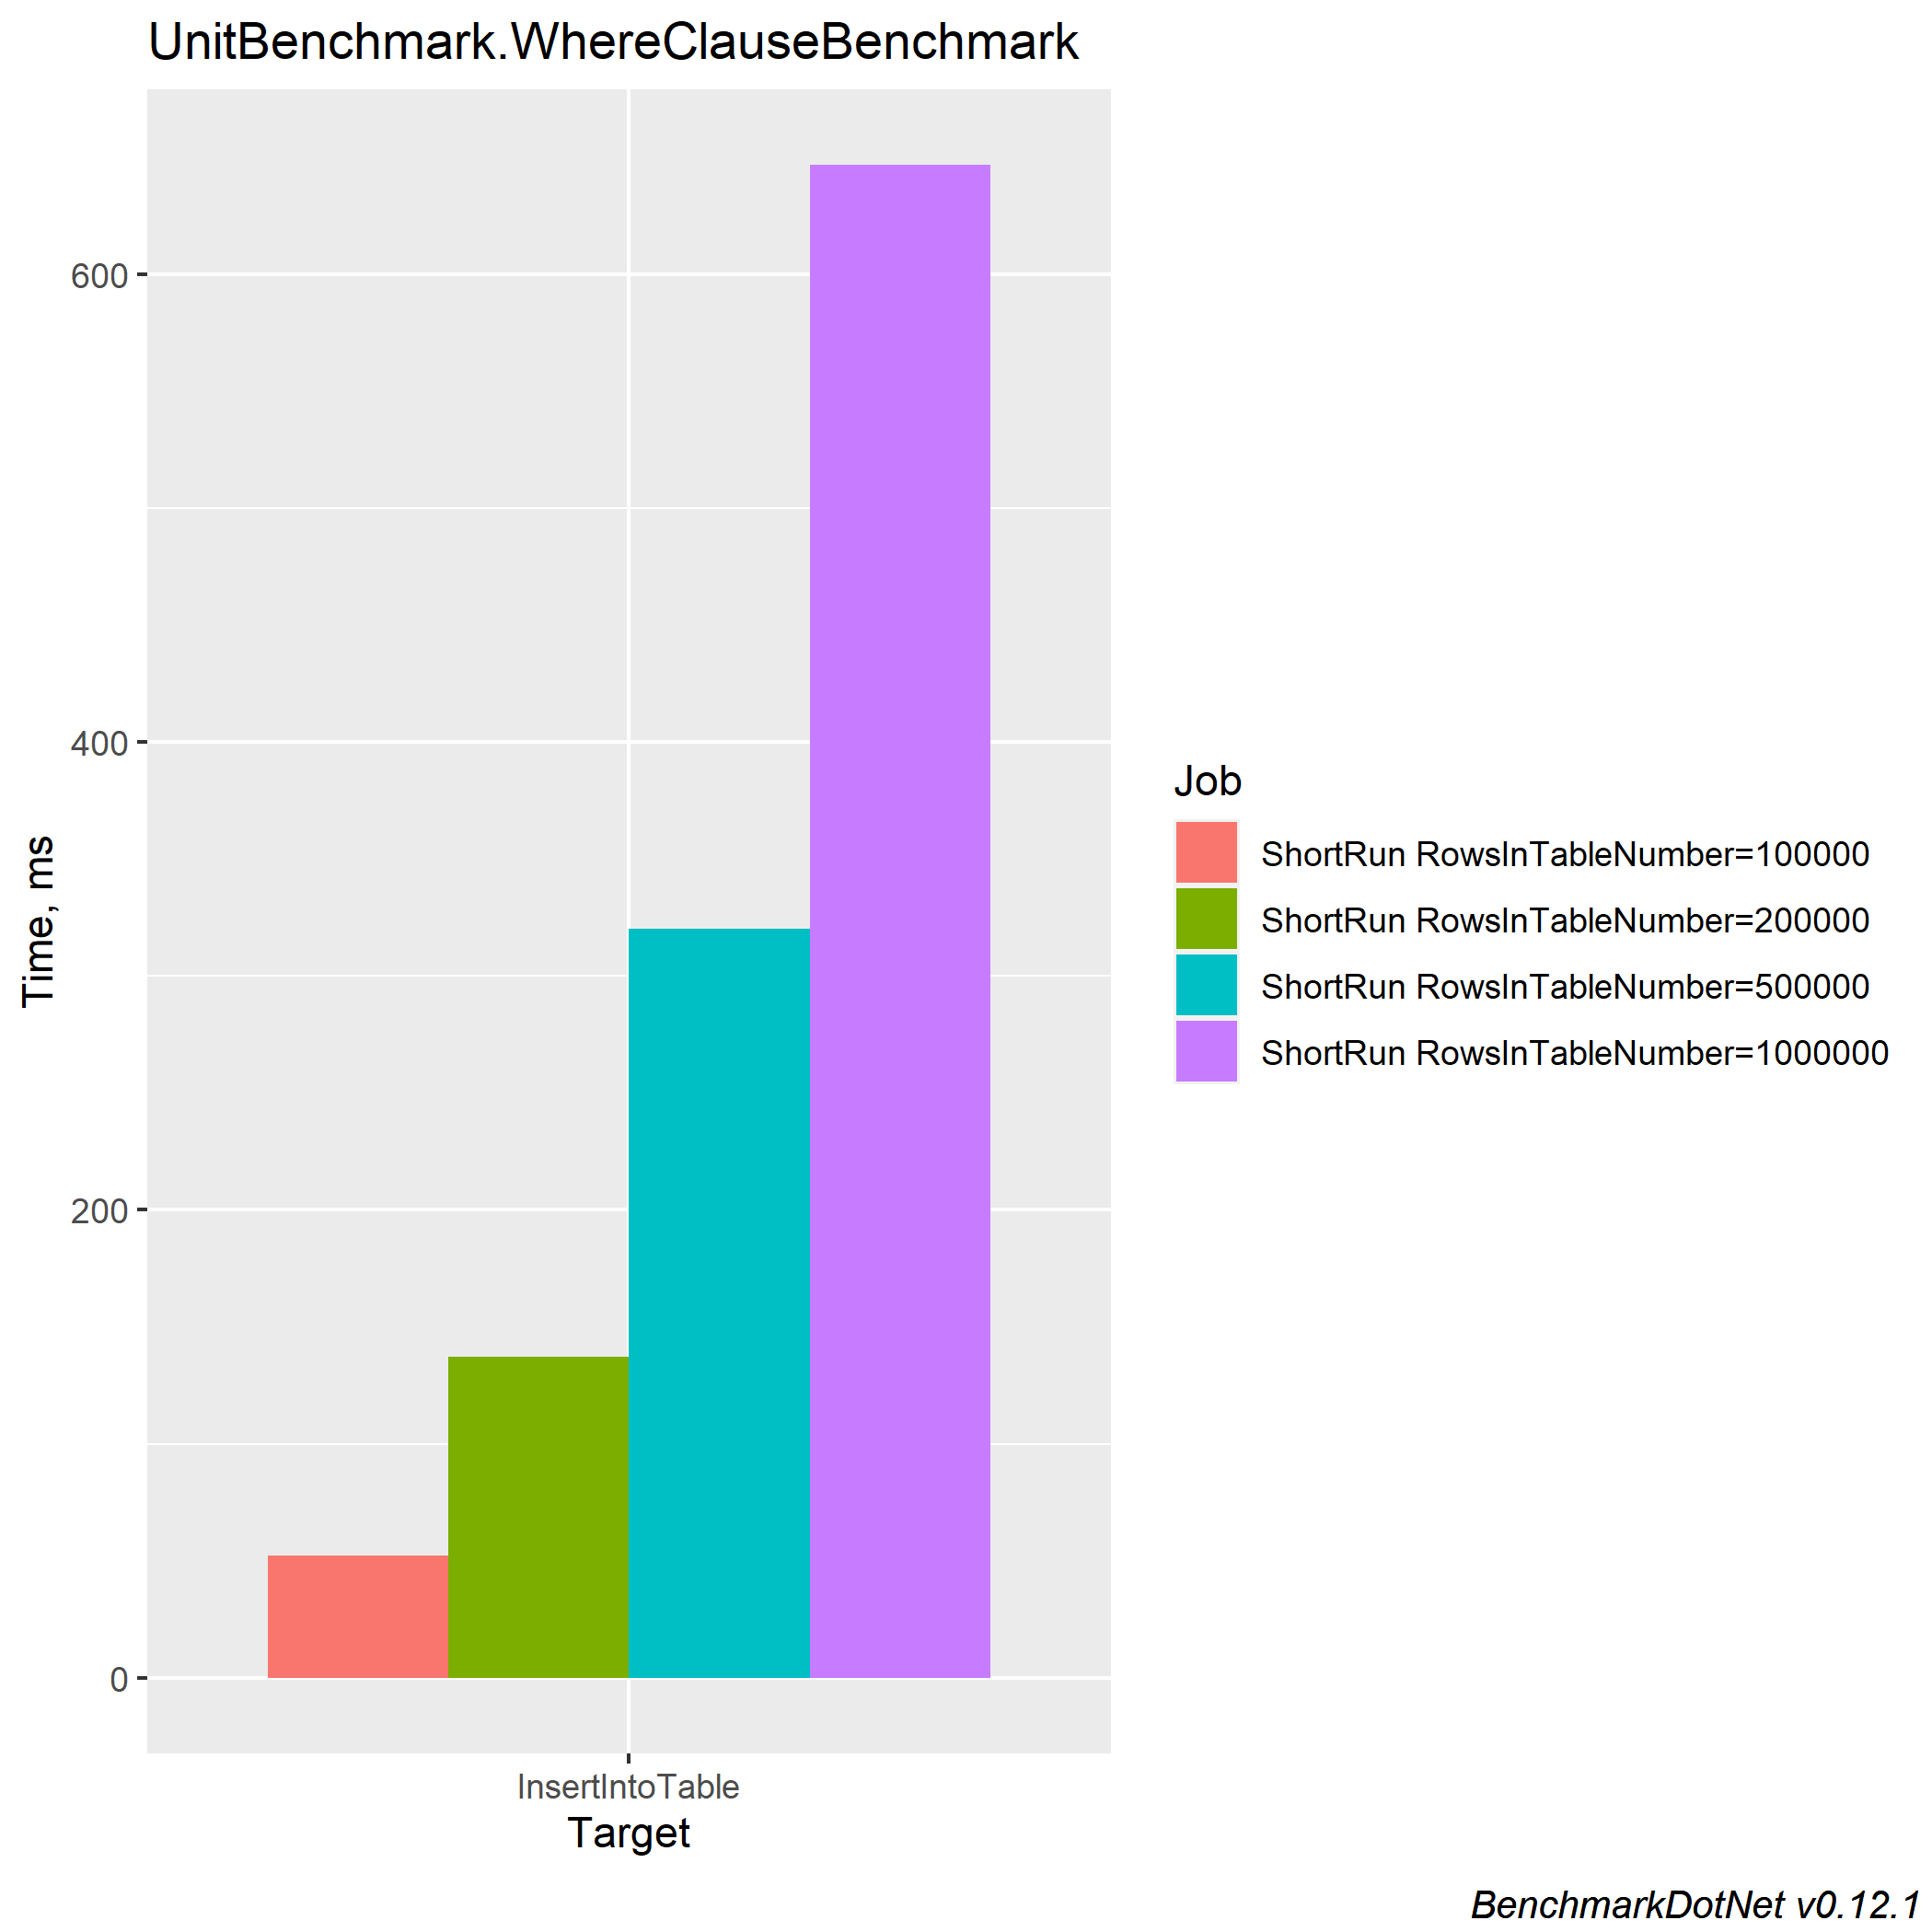 UnitBenchmark.WhereClauseBenchmark
600
400
200
0
Time, ms
InsertIntoTable
Target
Job
ShortRun RowsInTableNumber=100000
ShortRun RowsInTableNumber=200000
ShortRun RowsInTableNumber=500000
ShortRun RowsInTableNumber=1000000
BenchmarkDotNet v0.12.1